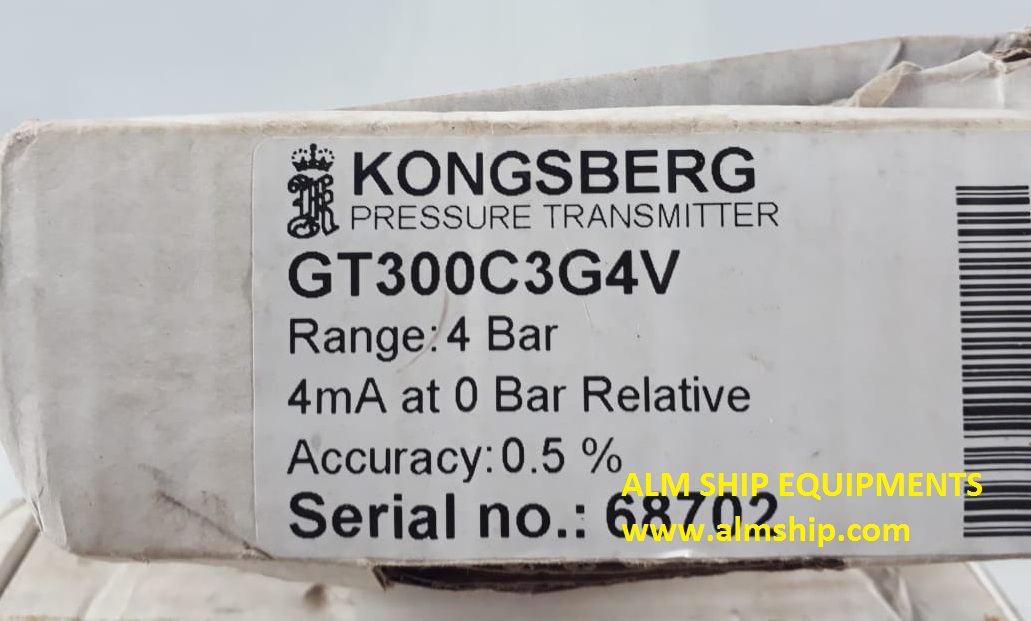 KONGSBERG
PRESSURE TRANSMITTER
GT300C3G4V
Range: 4 Bar
4mA at 0 Bar Relative
Accuracy: 0.5 %
Serial no.: 68702
ALM SHIP EQUIPMENTS
www.almship.com